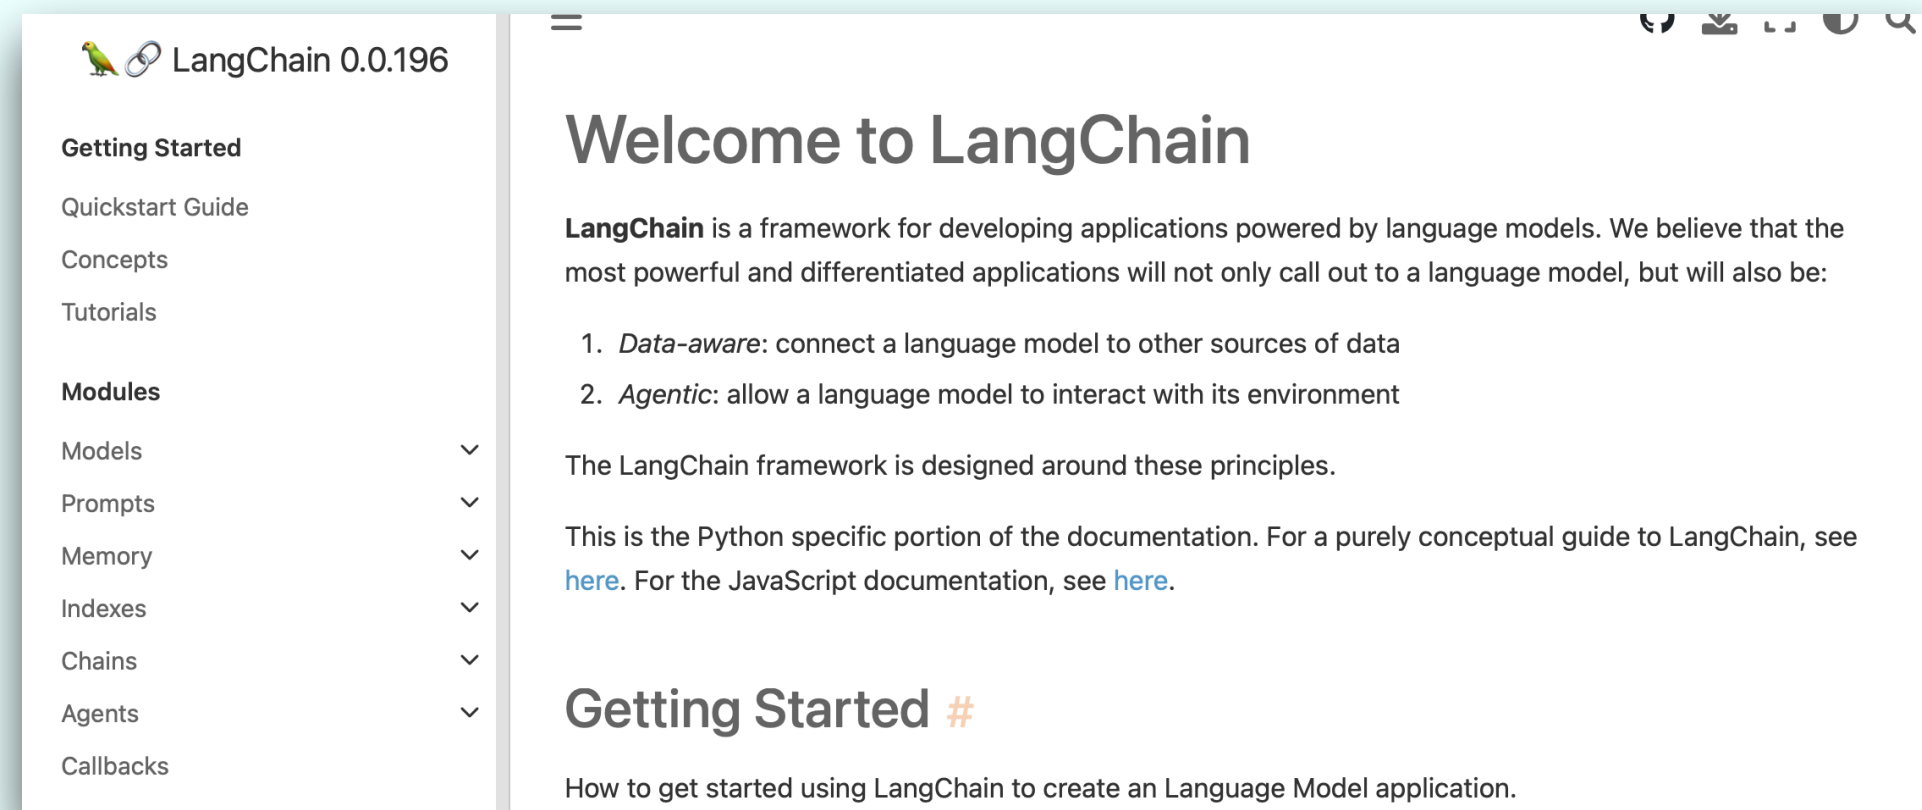 LangChain 0.0.196
Getting Started
Quickstart Guide
Concepts
Tutorials
Modules
Models
Prompts
Memory
Indexes
Chains
Agents
Callbacks
Welcome to LangChain
LangChain is a framework for developing applications powered by language models. We believe that the
most powerful and differentiated applications will not only call out to a language model, but will also be:
1. Data-aware: connect a language model to other sources of data
2. Agentic: allow a language model to interact with its environment
The LangChain framework is designed around these principles.
This is the Python specific portion of the documentation. For a purely conceptual guide to LangChain, see
here. For the JavaScript documentation, see here.
Getting Started #
How to get started using LangChain to create an Language Model application.